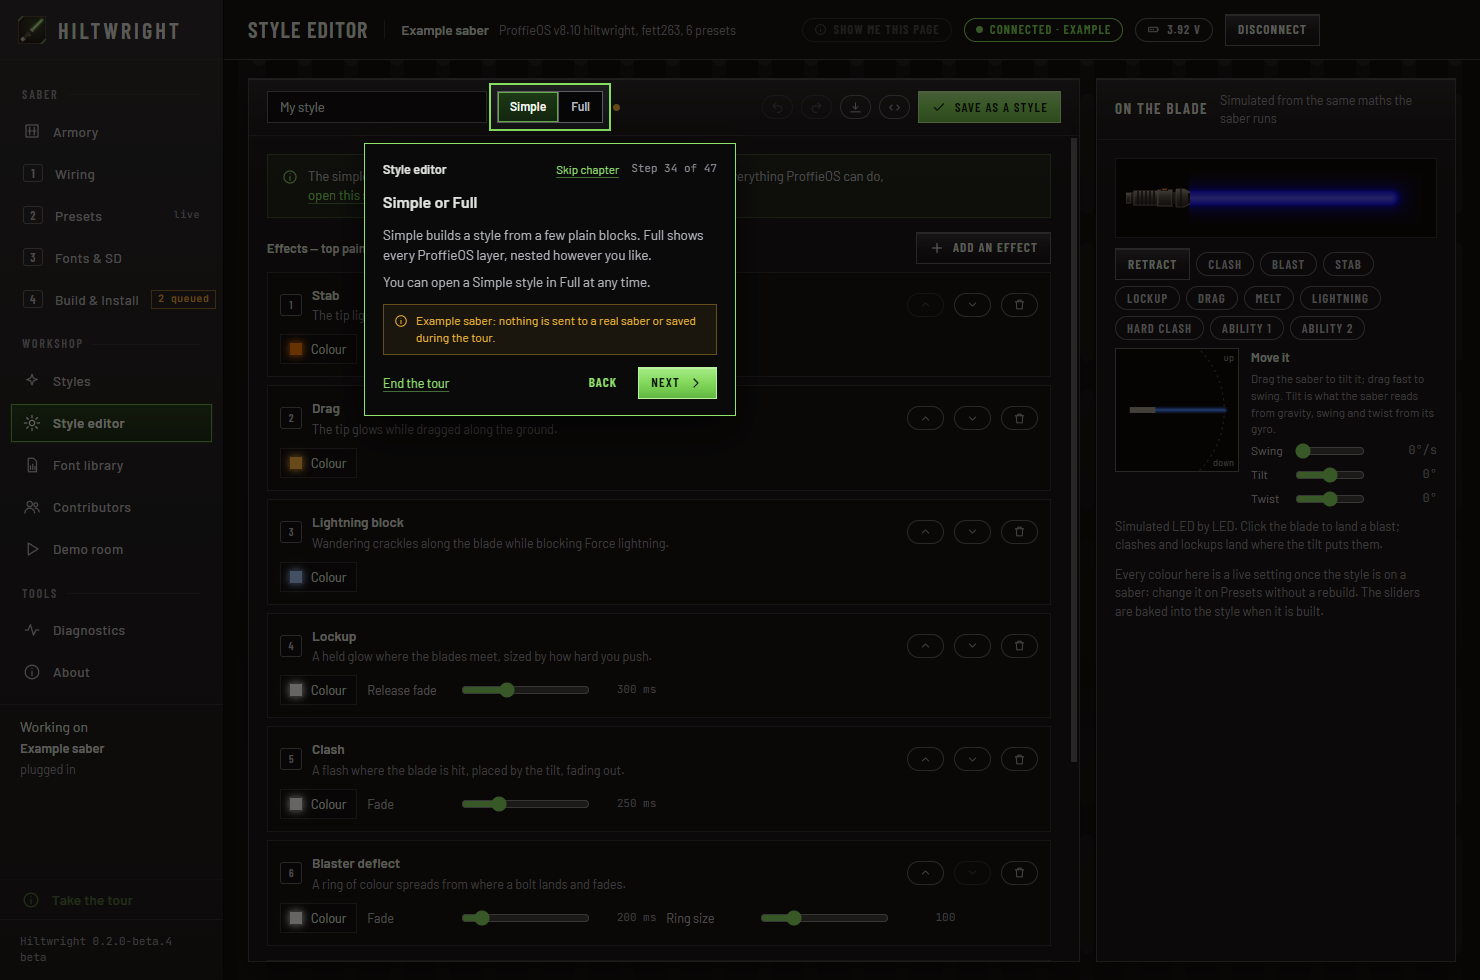 HILTWRIGHT
SABER
Armory
1 Wiring
2 Presets live
3 Fonts & SD
4 Build & Install 2 queued
WORKSHOP
Styles
Style editor
Font library
Contributors
Demo room
TOOLS
Diagnostics
About
Working on
Example saber
plugged in
Take the tour
Hiltwright 0.2.0-beta.4
beta
STYLE EDITOR
Example saber ProffieOS v8.10 hiltwright, fett263, 6 presets
SHOW ME THIS PAGE
CONNECTED · EXAMPLE
3.92 V
DISCONNECT
My style
Simple Full
SAVE AS A STYLE
The simpl
erything ProffieOS can do,
open this
Effects — top pain
ADD AN EFFECT
Style editor Skip chapter Step 34 of 47
Simple or Full
Simple builds a style from a few plain blocks. Full shows
every ProffieOS layer, nested however you like.
You can open a Simple style in Full at any time.
Example saber: nothing is sent to a real saber or saved
during the tour.
End the tour BACK NEXT
1 Stab
The tip lig
Colour
2 Drag
The tip glows while dragged along the ground.
Colour
3 Lightning block
Wandering crackles along the blade while blocking Force lightning.
Colour
4 Lockup
A held glow where the blades meet, sized by how hard you push.
Colour Release fade 300 ms
5 Clash
A flash where the blade is hit, placed by the tilt, fading out.
Colour Fade 250 ms
6 Blaster deflect
A ring of colour spreads from where a bolt lands and fades.
Colour Fade 200 ms Ring size 100
ON THE BLADE
Simulated from the same maths the
saber runs
RETRACT CLASH BLAST STAB
LOCKUP DRAG MELT LIGHTNING
HARD CLASH ABILITY 1 ABILITY 2
up
down
Move it
Drag the saber to tilt it; drag fast to
swing. Tilt is what the saber reads
from gravity, swing and twist from its
gyro.
Swing 0°/s
Tilt 0°
Twist 0°
Simulated LED by LED. Click the blade to land a blast;
clashes and lockups land where the tilt puts them.
Every colour here is a live setting once the style is on a
saber: change it on Presets without a rebuild. The sliders
are baked into the style when it is built.